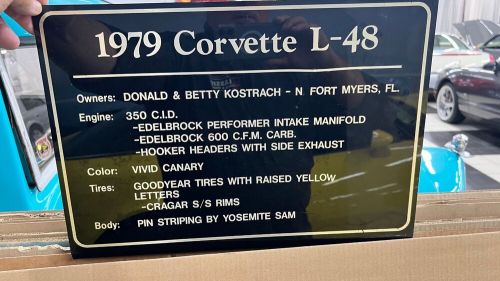 1979 Corvette L-48
Owners: DONALD & BETTY KOSTRACH - N. FORT MYERS, FL.
Engine: 350 C.I.D.
-EDELBROCK PERFORMER INTAKE MANIFOLD
-EDELBROCK 600 C.F.M. CARB.
-HOOKER HEADERS WITH SIDE EXHAUST
Color: VIVID CANARY
Tires: GOODYEAR TIRES WITH RAISED YELLOW
LETTERS
-CRAGAR S/S RIMS
Body: PIN STRIPING BY YOSEMITE SAM